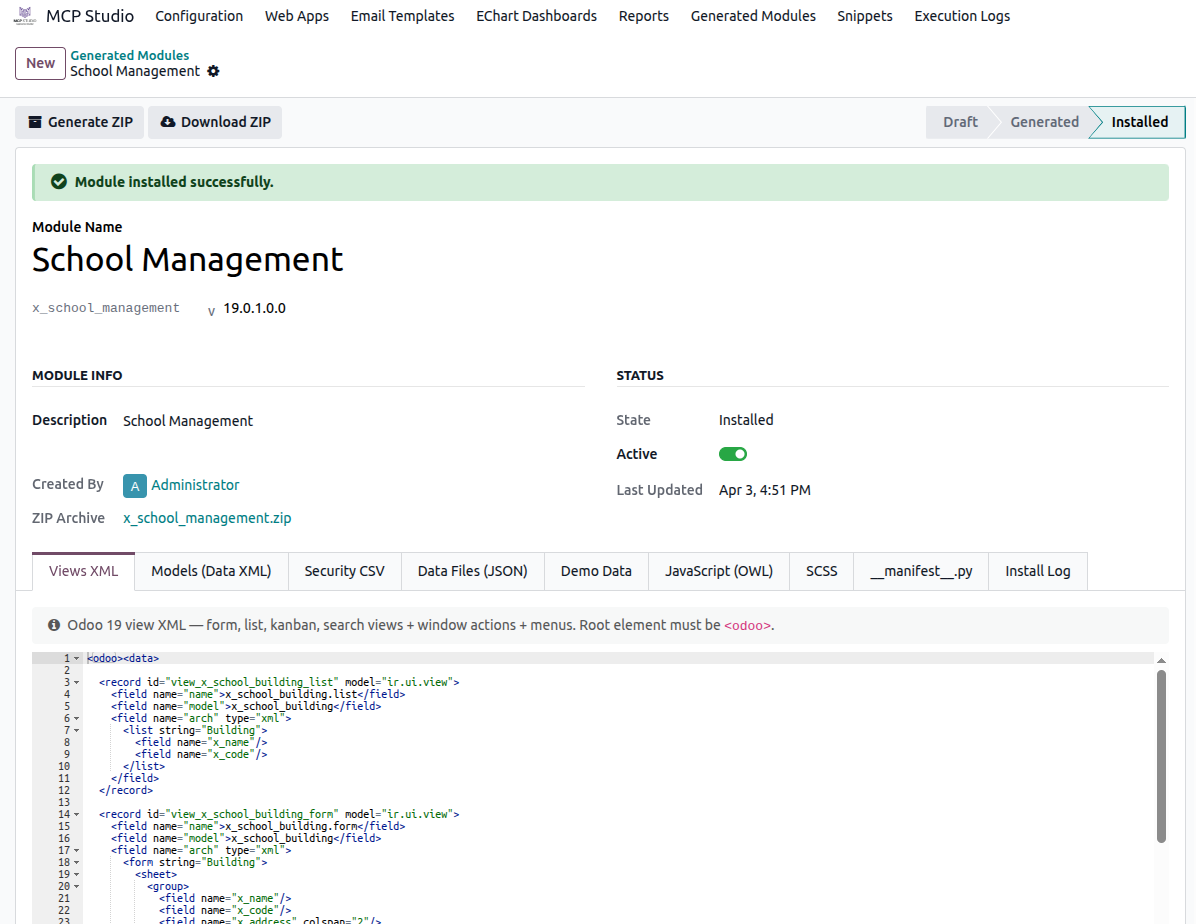 MCP Studio Configuration Web Apps Email Templates EChart Dashboards Reports Generated Modules Snippets Execution Logs
New
Generated Modules
School Management
Generate ZIP Download ZIP Draft Generated Installed
Module installed successfully.
Module Name
School Management
x_school_management v 19.0.1.0.0
MODULE INFO STATUS
Description School Management State Installed
Active
Created By A Administrator Last Updated Apr 3, 4:51 PM
ZIP Archive x_school_management.zip
Views XML Models (Data XML) Security CSV Data Files (JSON) Demo Data JavaScript (OWL) SCSS __manifest__.py Install Log
Odoo 19 view XML — form, list, kanban, search views + window actions + menus. Root element must be <odoo>.
1 <odoo><data>
2
3 <record id="view_x_school_building_list" model="ir.ui.view">
4 <field name="name">x_school_building.list</field>
5 <field name="model">x_school_building</field>
6 <field name="arch" type="xml">
7 <list string="Building">
8 <field name="x_name"/>
9 <field name="x_code"/>
10 </list>
11 </field>
12 </record>
13
14 <record id="view_x_school_building_form" model="ir.ui.view">
15 <field name="name">x_school_building.form</field>
16 <field name="model">x_school_building</field>
17 <field name="arch" type="xml">
18 <form string="Building">
19 <sheet>
20 <group>
21 <field name="x_name"/>
22 <field name="x_code"/>
23 <field name="x_address" colspan="2"/>